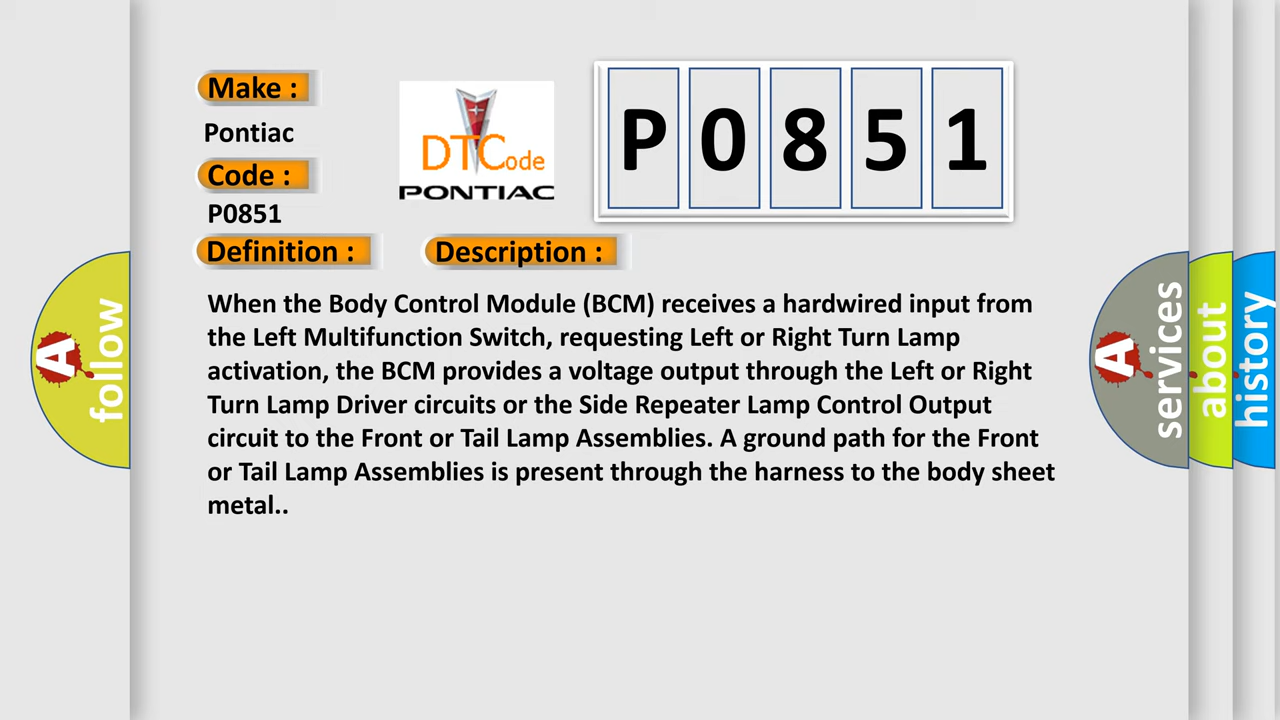 Make :
Pontiac
Code :
P0851
Definition :
Description :
DTCode
PONTIAC
P0851
When the Body Control Module (BCM) receives a hardwired input from
the Left Multifunction Switch, requesting Left or Right Turn Lamp
activation, the BCM provides a voltage output through the Left or Right
Turn Lamp Driver circuits or the Side Repeater Lamp Control Output
circuit to the Front or Tail Lamp Assemblies. A ground path for the Front
or Tail Lamp Assemblies is present through the harness to the body sheet
metal..
A follow
A services
about
history